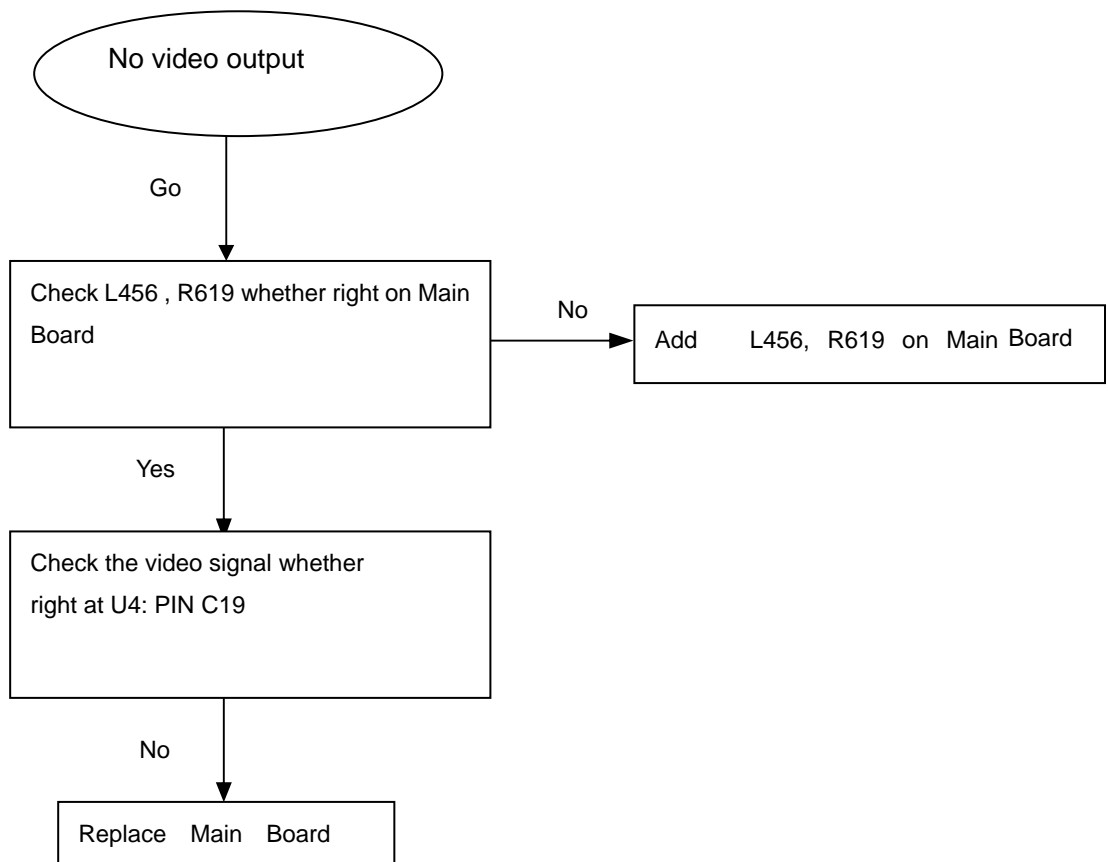 No video output
Go
Check L456 , R619 whether right on Main
Board
No
Add L456, R619 on Main Board
Yes
Check the video signal whether
right at U4: PIN C19
No
Replace Main Board